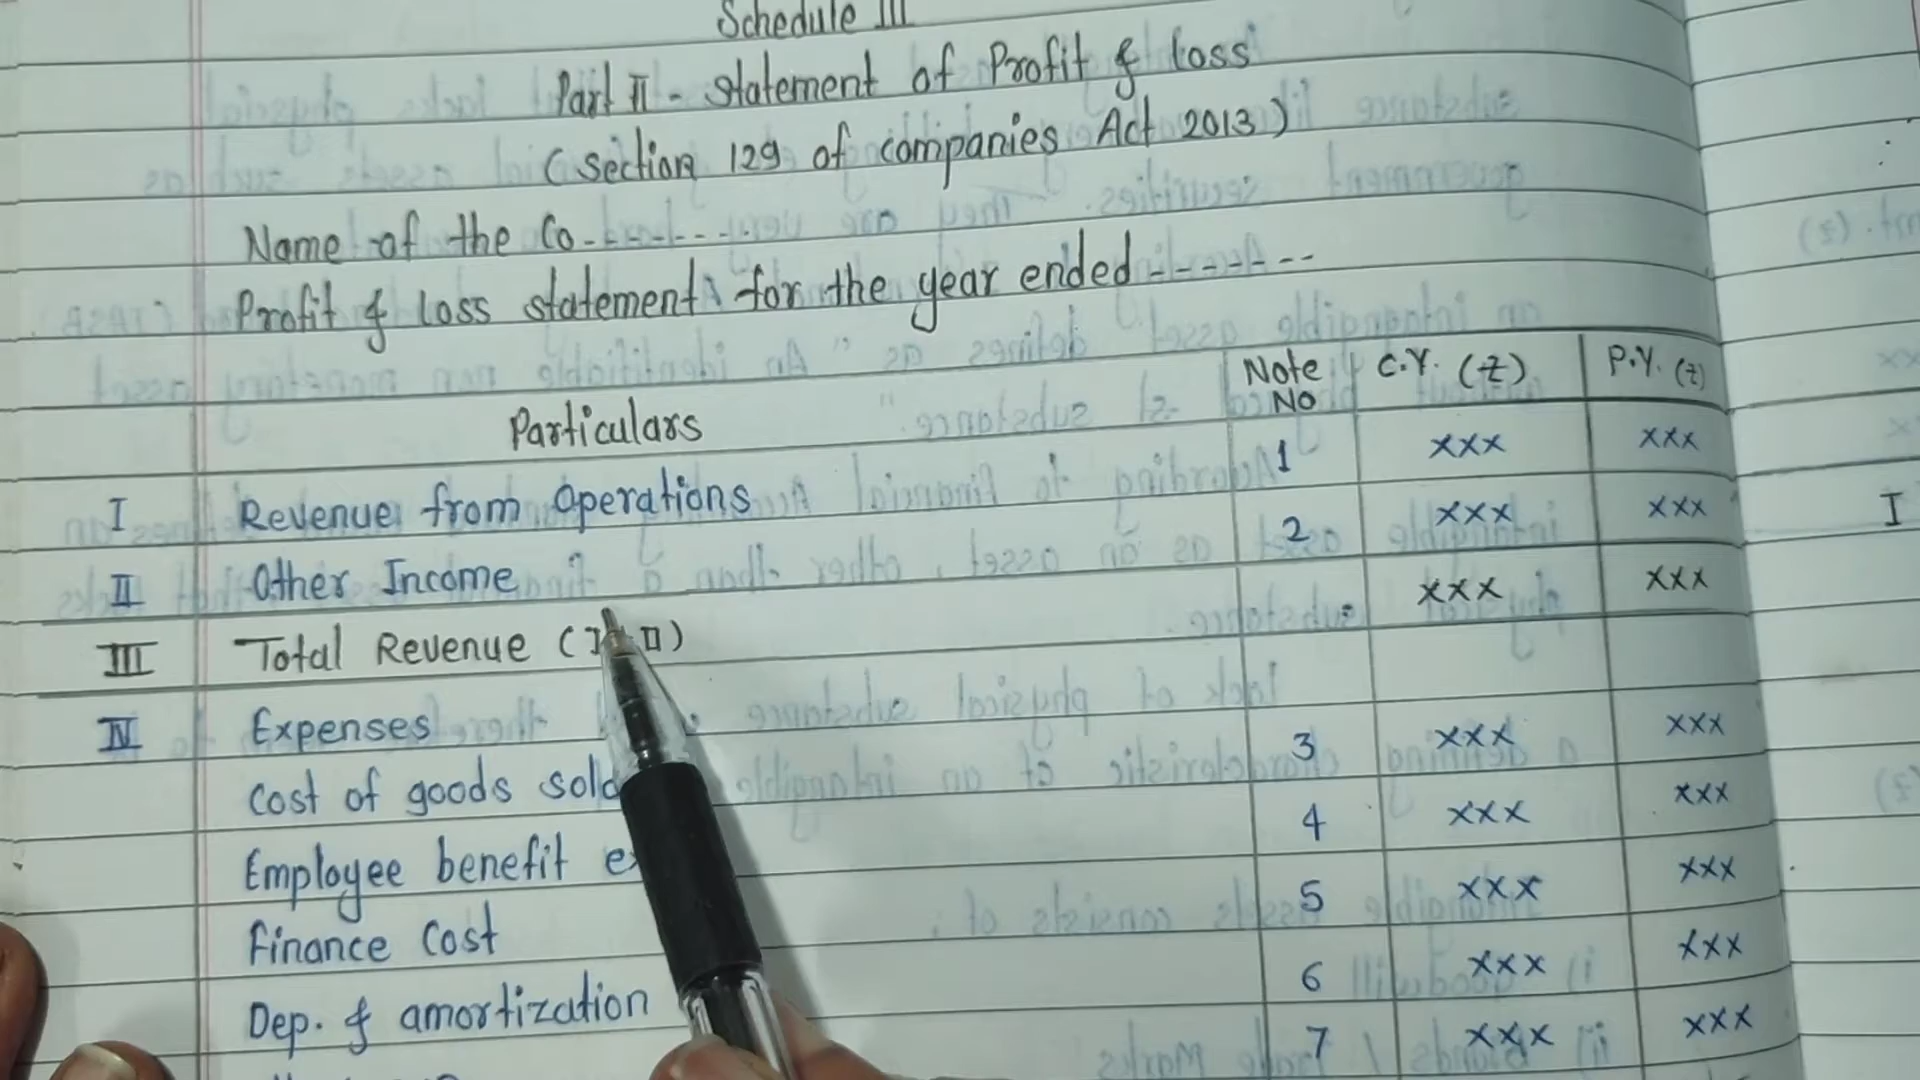 Schedule III
Part II - Statement of Profit & Loss
(Section 129 of Companies Act 2013)
Name of the Co----------
Profit & Loss statement for the year ended-------
Particulars Note No C.Y. (₹) P.Y. (₹)
I Revenue from Operations 1 xxx xxx
II Other Income 2 xxx xxx
III Total Revenue (I II) xxx xxx
IV Expenses
Cost of goods sold 3 xxx xxx
Employee benefit 4 xxx xxx
Finance Cost 5 xxx xxx
Dep. & amortization 6 xxx xxx
7 xxx xxx
I